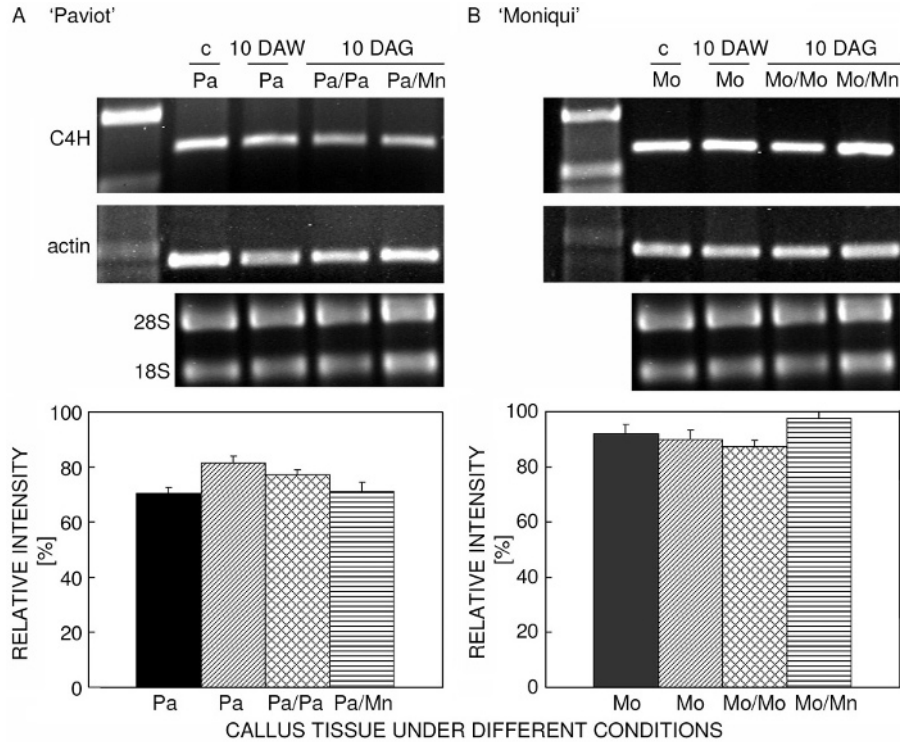 A 'Paviot'
c 10 DAW 10 DAG
Pa Pa Pa/Pa Pa/Mn
C4H
actin
28S
18S
B 'Moniqui'
c 10 DAW 10 DAG
Mo Mo Mo/Mo Mo/Mn
RELATIVE INTENSITY
[%]
100
80
60
40
20
0
Pa Pa Pa/Pa Pa/Mn
RELATIVE INTENSITY
[%]
100
80
60
40
20
0
Mo Mo Mo/Mo Mo/Mn
CALLUS TISSUE UNDER DIFFERENT CONDITIONS